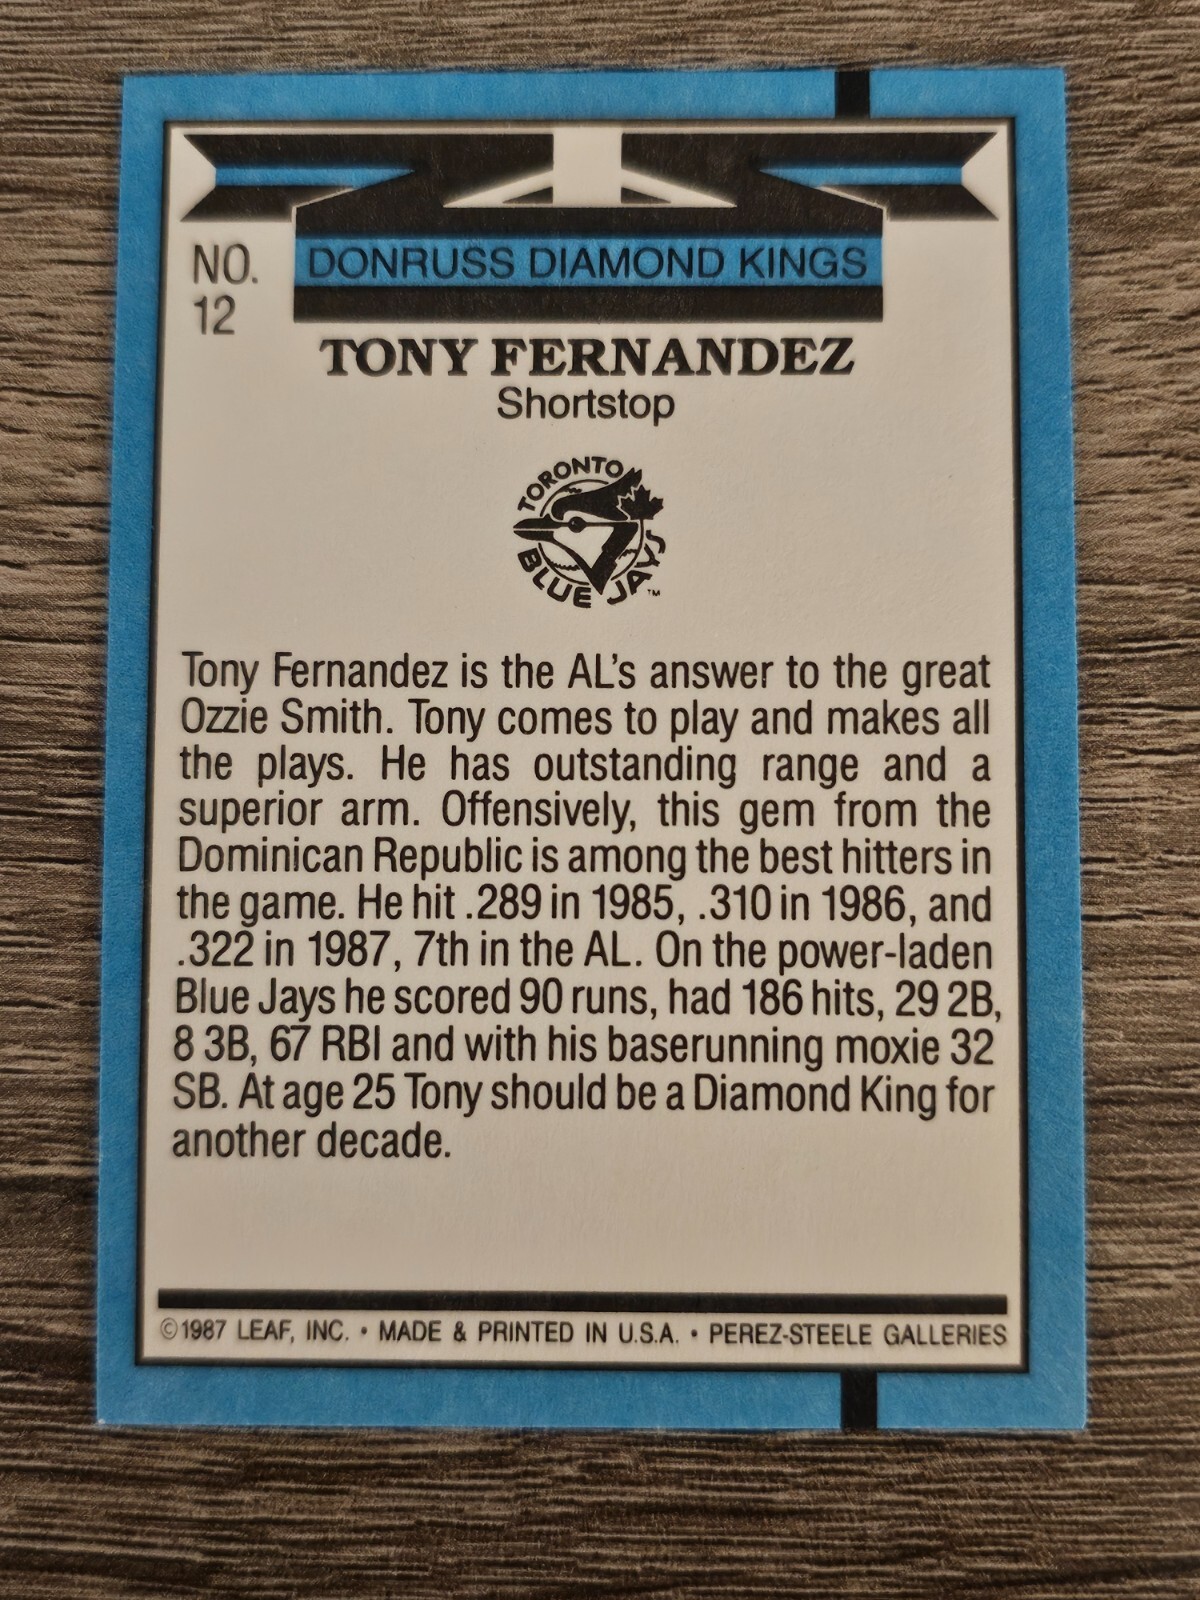 NO.
12
DONRUSS DIAMOND KINGS
TONY FERNANDEZ
Shortstop
TORONTO
BLUE JAYS
TM
Tony Fernandez is the AL's answer to the great
Ozzie Smith. Tony comes to play and makes all
the plays. He has outstanding range and a
superior arm. Offensively, this gem from the
Dominican Republic is among the best hitters in
the game. He hit .289 in 1985, .310 in 1986, and
.322 in 1987, 7th in the AL. On the power-laden
Blue Jays he scored 90 runs, had 186 hits, 29 2B,
8 3B, 67 RBI and with his baserunning moxie 32
SB. At age 25 Tony should be a Diamond King for
another decade.
©1987 LEAF, INC. • MADE & PRINTED IN U.S.A. • PEREZ-STEELE GALLERIES